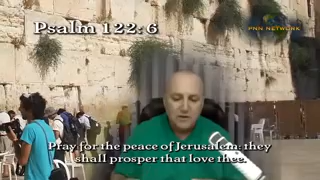 Psalm 122: 6
PNN NETWORK
Pray for the peace of Jerusalem: they
shall prosper that love thee.